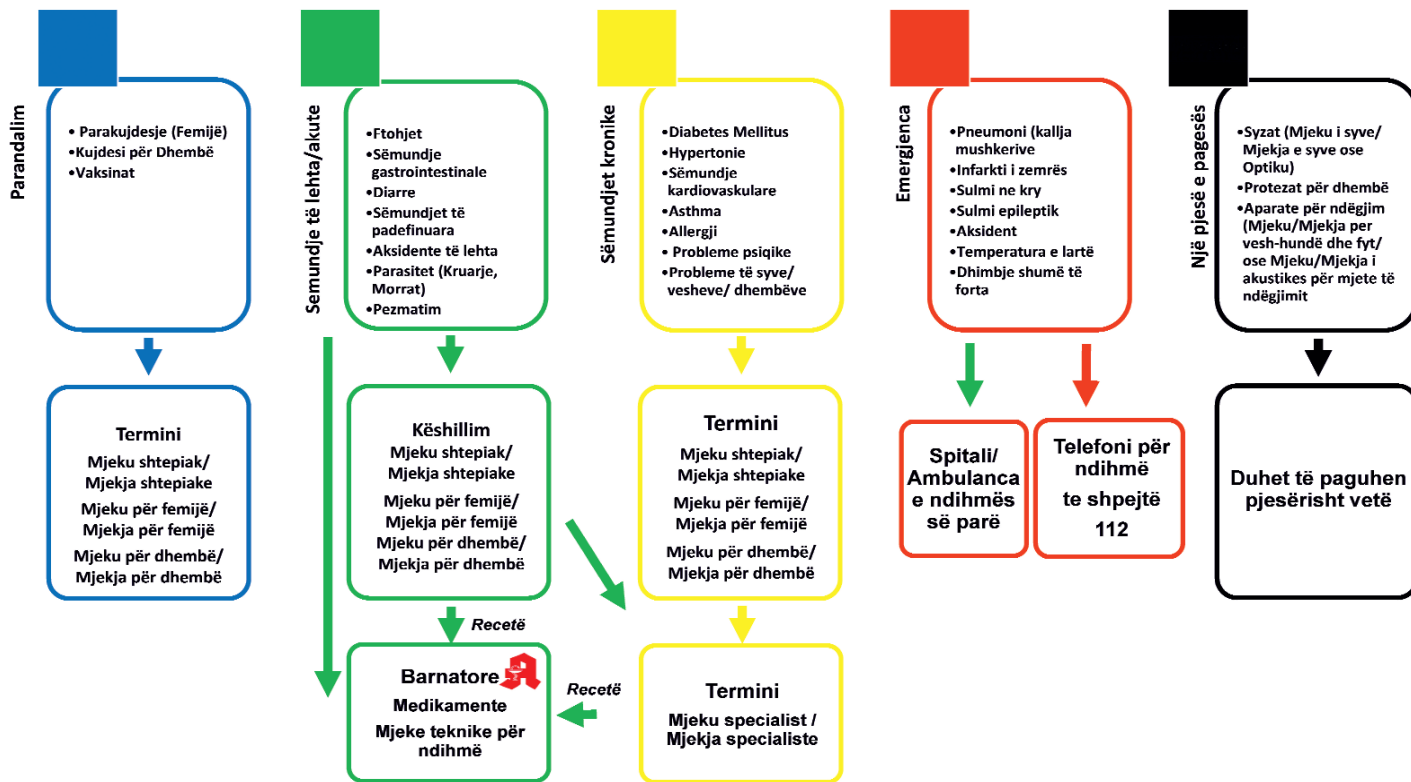 Parandalim
• Parakujdesje (Femijë)
• Kujdesi për Dhembë
• Vaksinat
Termini
Mjeku shtepiak/
Mjekja shtepiake
Mjeku për femijë/
Mjekja për femijë
Mjeku për dhembë/
Mjekja për dhembë
Semundje të lehta/akute
•Ftohjet
•Sëmundje
gastrointestinale
•Diarre
•Sëmundjet të
padefinuara
•Aksidente të lehta
•Parasitet (Kruarje,
Morrat)
•Pezmatim
Këshillim
Mjeku shtepiak/
Mjekja shtepiake
Mjeku për femijë/
Mjekja për femijë
Mjeku për dhembë/
Mjekja për dhembë
Recetë
Barnatore
Medikamente
Mjeke teknike për
ndihmë
Sëmundjet kronike
•Diabetes Mellitus
•Hypertonie
•Sëmundje
kardiovaskulare
•Asthma
•Allergji
• Probleme psiqike
•Probleme të syve/
vesheve/ dhembëve
Termini
Mjeku shtepiak/
Mjekja shtepiake
Mjeku për femijë/
Mjekja për femijë
Mjeku për dhembë/
Mjekja për dhembë
Recetë
Termini
Mjeku specialist /
Mjekja specialiste
Emergjenca
•Pneumoni (kallja
mushkerive)
•Infarkti i zemrës
•Sulmi ne kry
•Sulmi epileptik
•Aksident
•Temperatura e lartë
•Dhimbje shumë të
forta
Spitali/
Ambulanca
e ndihmës
së parë
Telefoni për
ndihmë
te shpejtë
112
Një pjesë e pagesës
•Syzat (Mjeku i syve/
Mjekja e syve ose
Optiku)
•Protezat për dhembë
•Aparate për ndëgjim
(Mjeku/Mjekja per
vesh-hundë dhe fyt/
ose Mjeku/Mjekja i
akustikes për mjete të
ndëgjimit
Duhet të paguhen
pjesërisht vetë